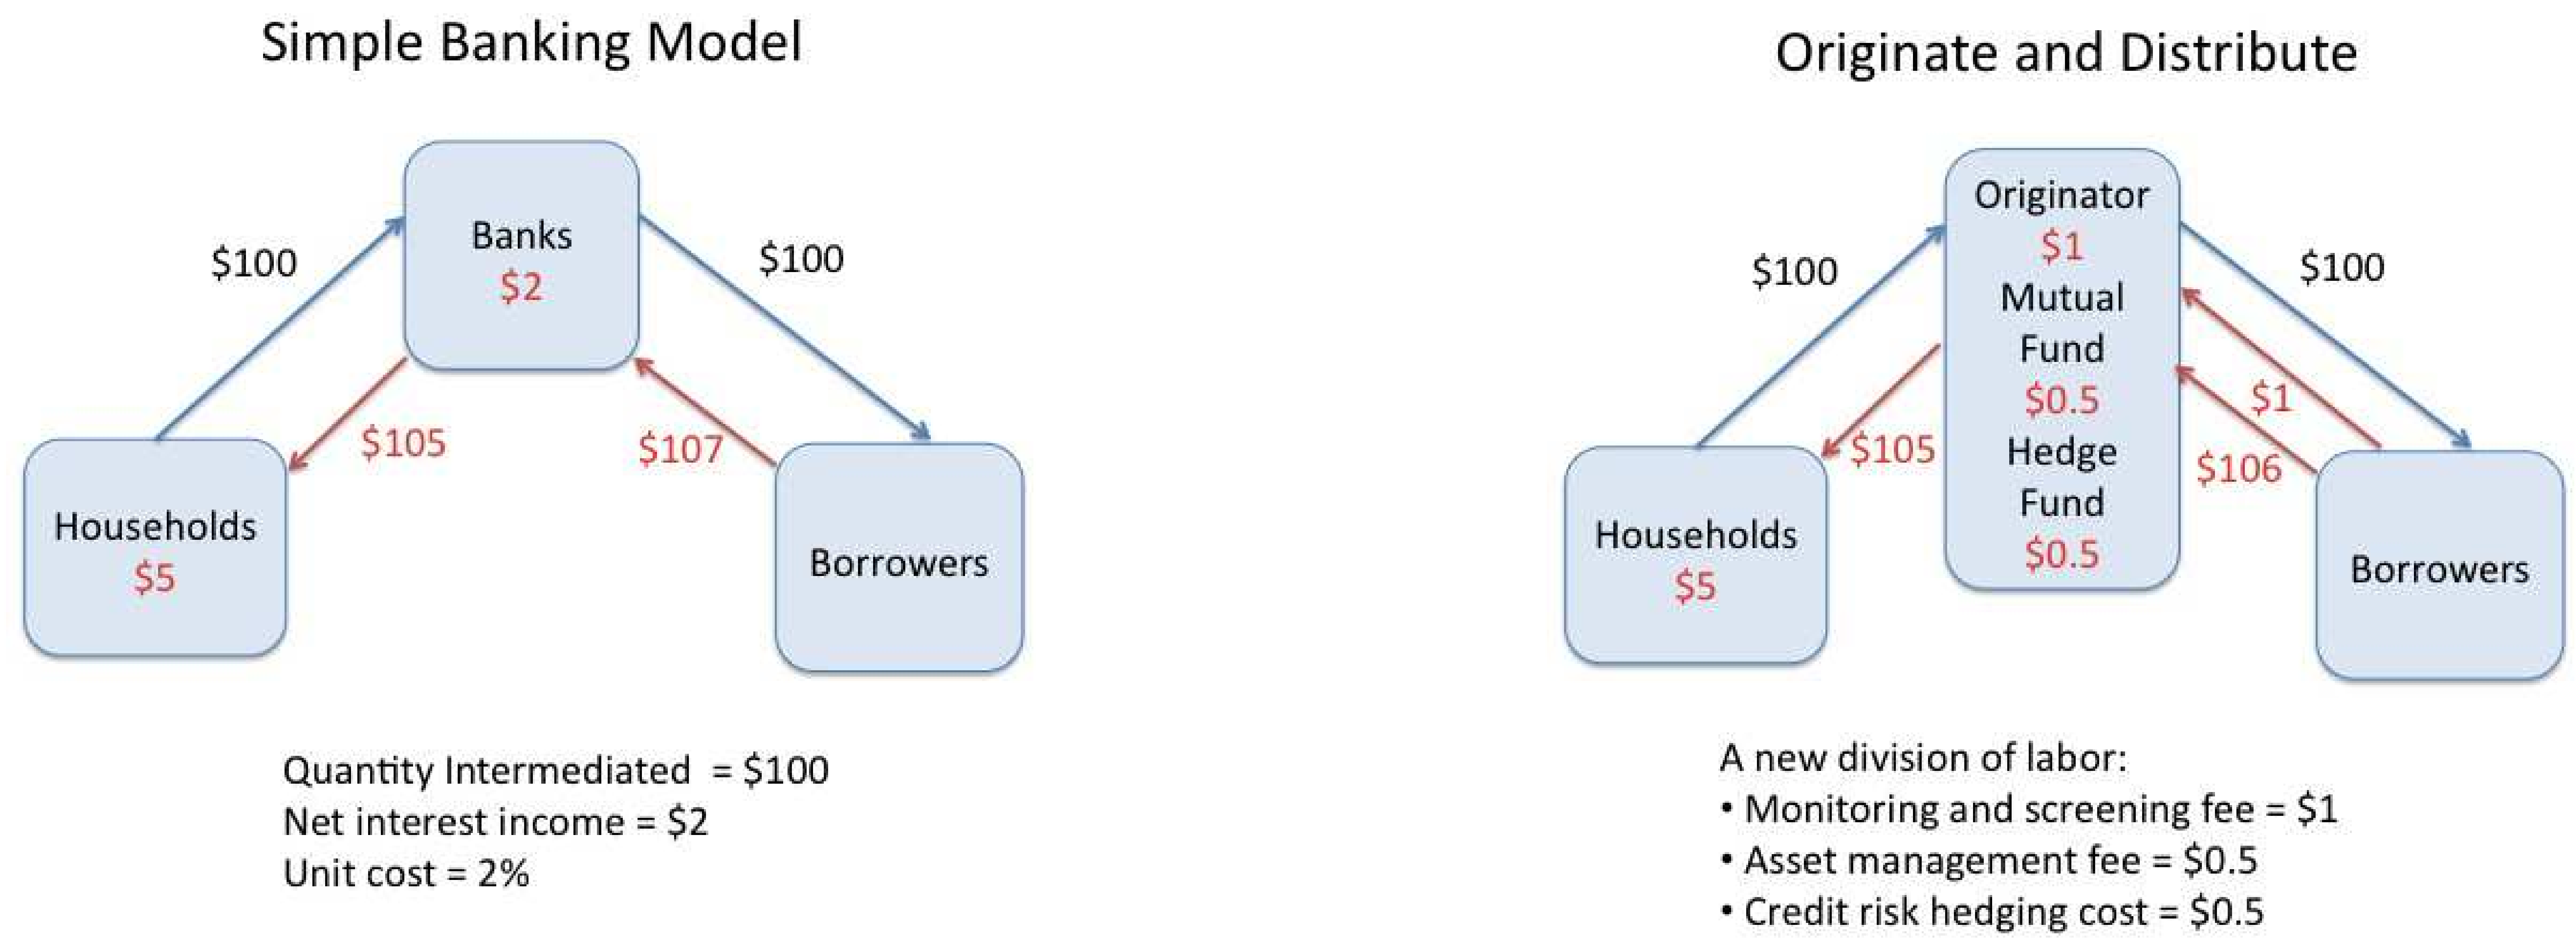 Simple Banking Model
Banks
$2
$100
$100
$105
$107
Households
$5
Borrowers
Quantity Intermediated = $100
Net interest income = $2
Unit cost = 2%
Originate and Distribute
Originator
$1
Mutual
Fund
$0.5
Hedge
Fund
$0.5
$100
$100
$1
$105
$106
Households
$5
Borrowers
A new division of labor:
• Monitoring and screening fee = $1
• Asset management fee = $0.5
• Credit risk hedging cost = $0.5